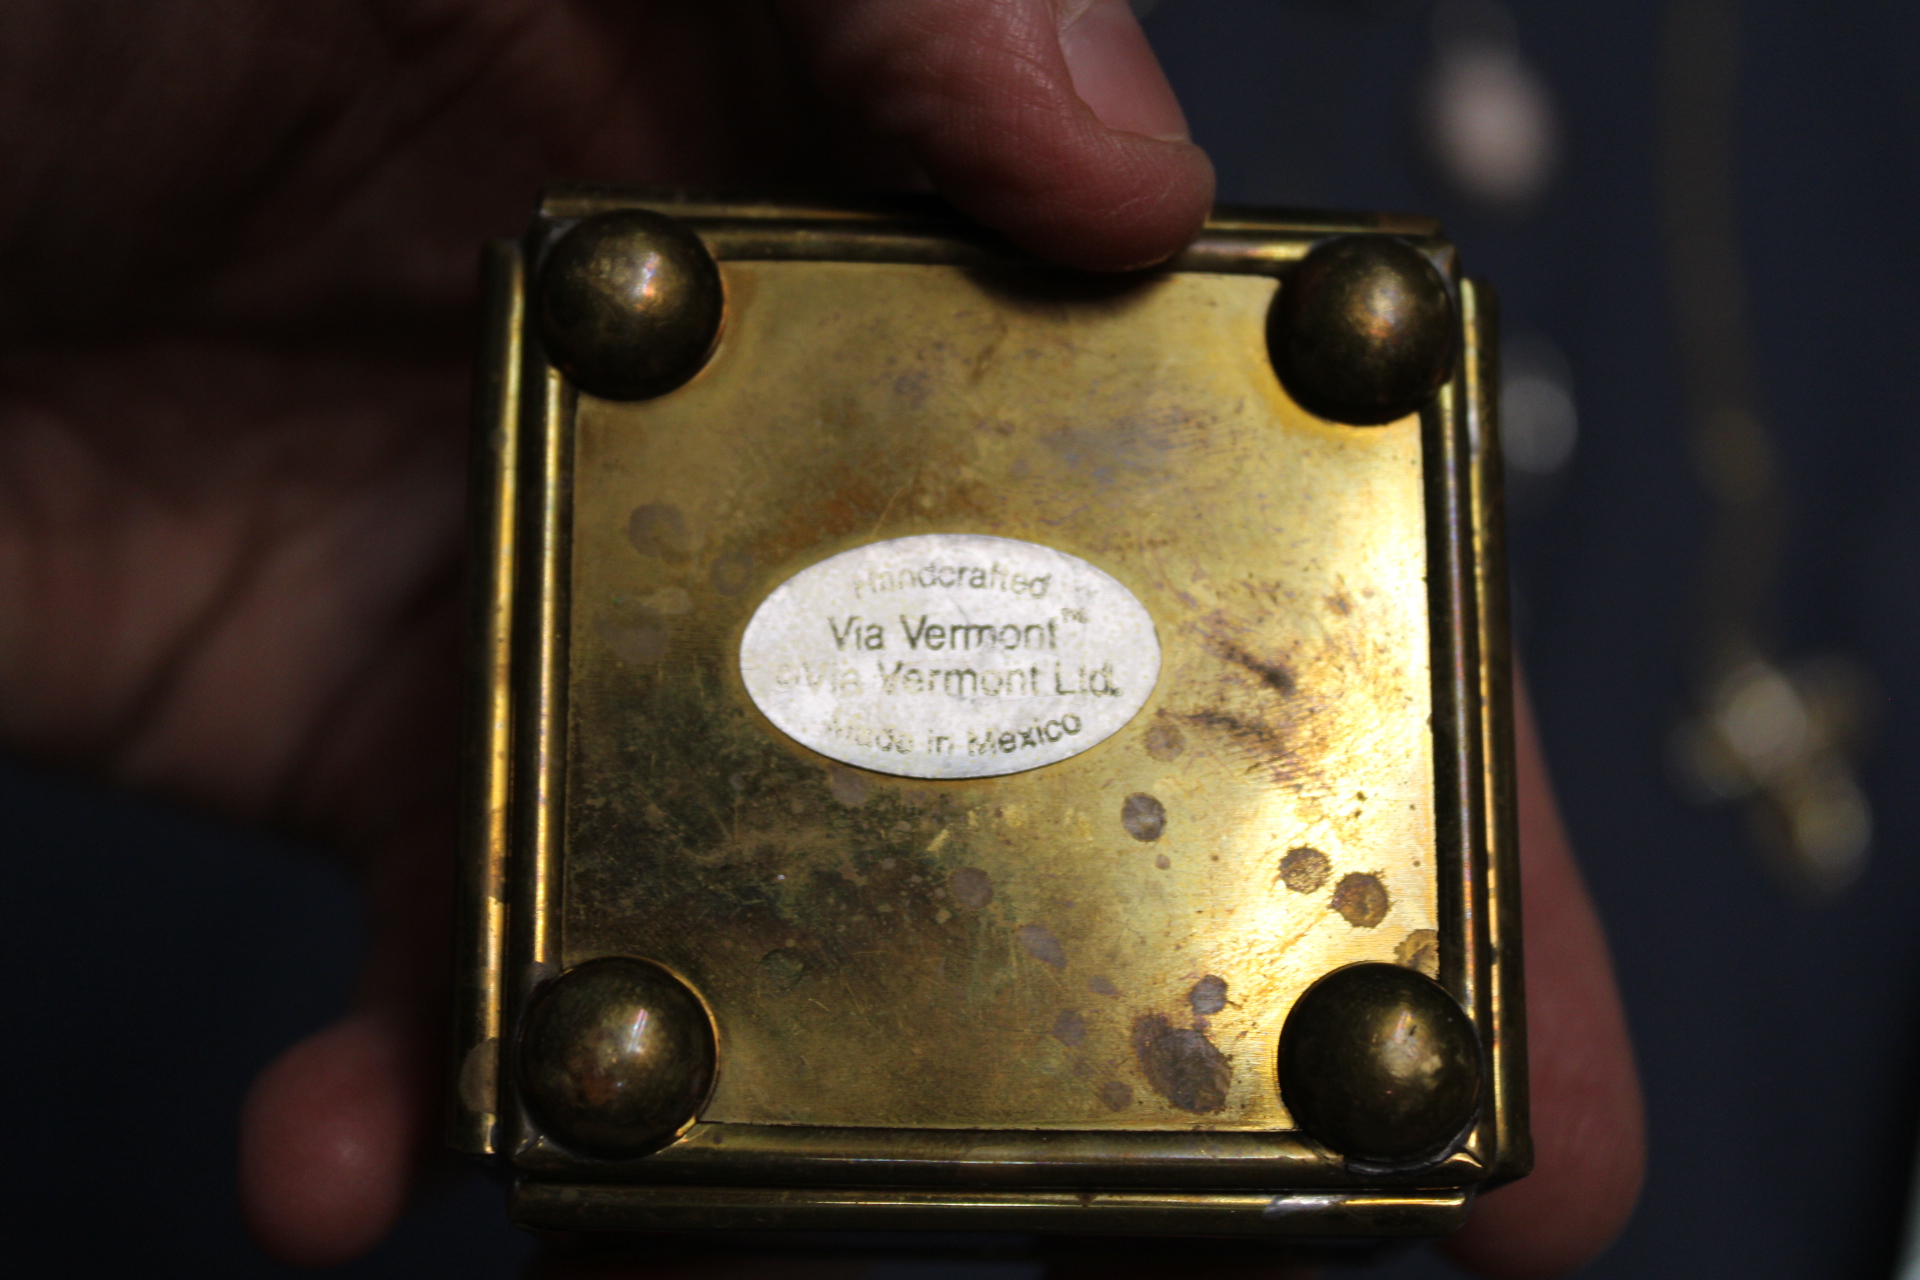 Handcrafted
Via Vermont™
©Via Vermont Ltd.
Made in Mexico